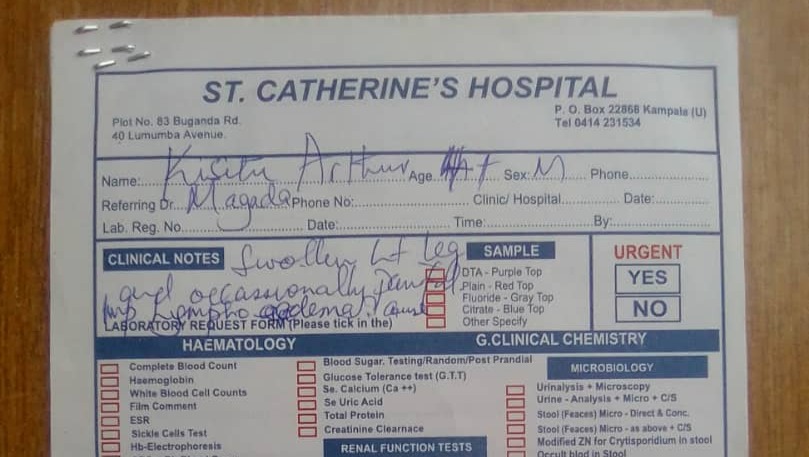 ST. CATHERINE'S HOSPITAL
Plot No. 83 Buganda Rd.
40 Lumumba Avenue.
P. O. Box 22868 Kampala (U)
Tel 0414 231534
Name: Kisitu Arthur Age. Sex: M Phone
Referring Dr. Magada Phone No: Clinic/ Hospital Date:
Lab. Reg. No Date: Time: By:
CLINICAL NOTES Swollen Lt leg
and occassionally painful
Imp Lympho oedema? cause
SAMPLE
DTA - Purple Top
Plain - Red Top
Fluoride - Gray Top
Citrate - Blue Top
Other Specify
URGENT
YES
NO
LABORATORY REQUEST FORM (Please tick in the)
HAEMATOLOGY
Complete Blood Count
Haemoglobin
White Blood Cell Counts
Film Comment
ESR
Sickle Cells Test
Hb-Electrophoresis
G.CLINICAL CHEMISTRY
Blood Sugar. Testing/Random/Post Prandial
Glucose Tolerance test (G.T.T)
Se. Calcium (Ca ++)
Se Uric Acid
Total Protein
Creatinine Clearnace
RENAL FUNCTION TESTS
MICROBIOLOGY
Urinalysis + Microscopy
Urine - Analysis + Micro + C/S
Stool (Feaces) Micro - Direct & Conc.
Stool (Feaces) Micro - as above + C/S
Modified ZN for Crytisporidium in stool
Occult blod in Stool